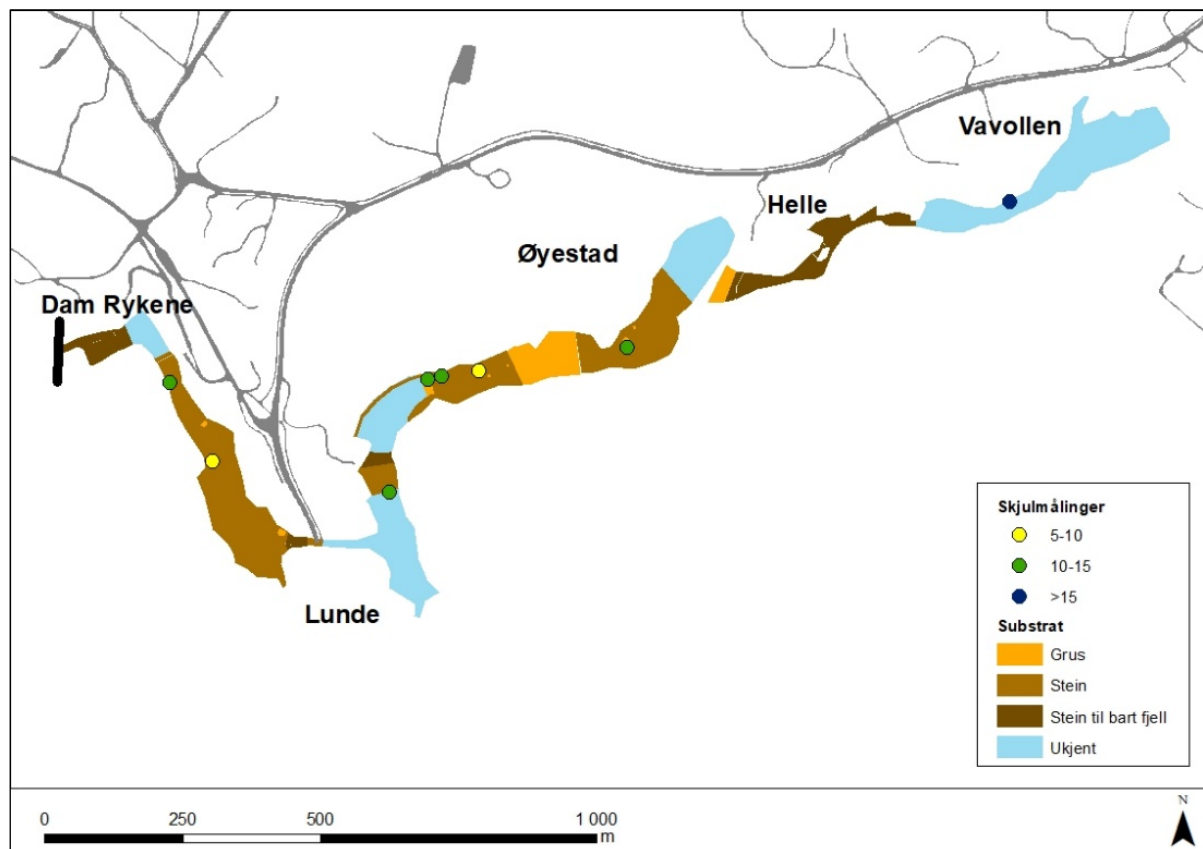 Vavollen
Helle
Øyestad
Dam Rykene
Lunde
Skjulmålinger
5-10
10-15
>15
Substrat
Grus
Stein
Stein til bart fjell
Ukjent
0 250 500 1 000
m
N